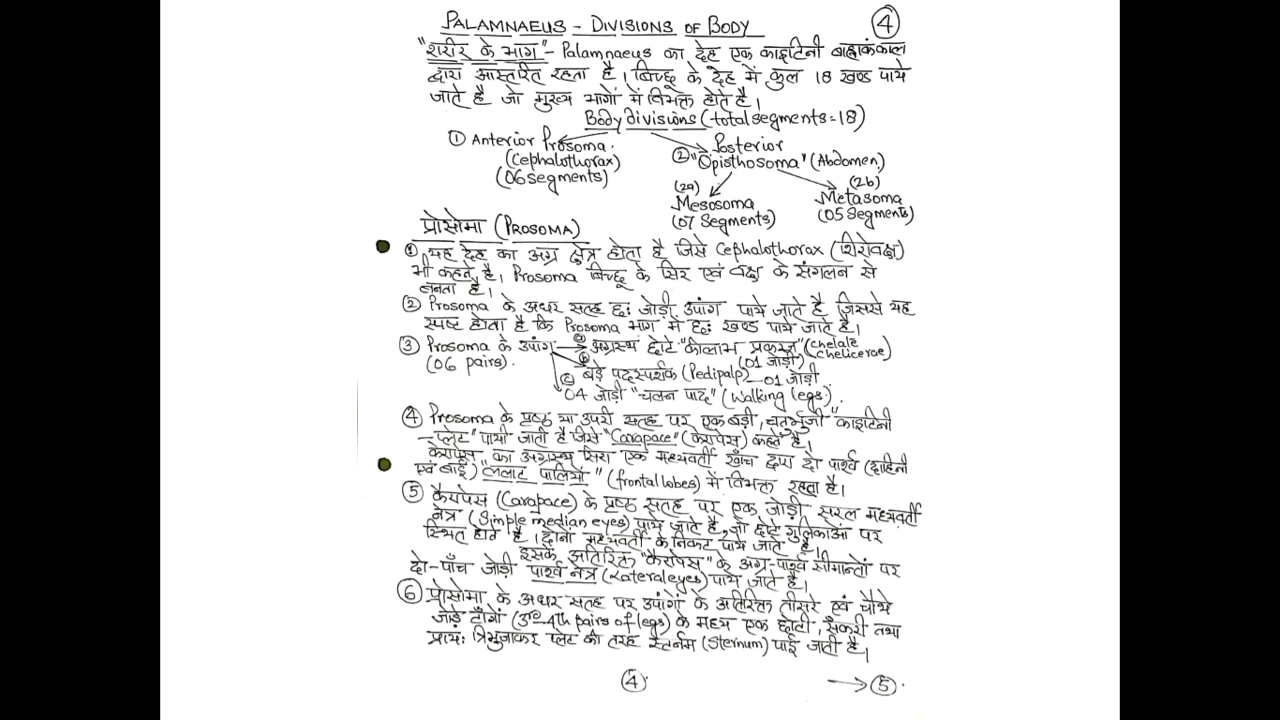 PALAMNAEUS - DIVISIONS OF BODY
④
"शरीर के भाग" - Palamnaeus का देह एक काइटिनी बाह्यकंकाल
द्वारा आस्तरित रहता है। बिच्छू के देह में कुल 18 खण्ड पाये
जाते है जो मुख्य भागों में विभक्त होते है।
Body divisions (total segments=18)
① Anterior Prosoma.
(Cephalothorax)
(06 segments)
Posterior
② "Opisthosoma" (Abdomen)
(2a)
Mesosoma
(07 Segments)
(2b)
Metasoma
(05 Segments)
प्रोसोमा (PROSOMA)
① यह देह का अग्र क्षेत्र होता है जिसे Cephalothorax (शिरोवक्ष)
भी कहते है। Prosoma बिच्छू के सिर एवं वक्ष के संगलन से
बनता है।
② Prosoma के अधर सतह छः जोड़ी उपांग पाये जाते है जिससे यह
स्पष्ट होता है कि Prosoma भाग में छः खण्ड पाये जाते है।
③ Prosoma के उपांग → ⓐ अग्रस्थ छोटे "कीलाभ प्रकस्त" (chelate
chelicerae)
(06 pairs).
(01 जोड़ी)
ⓑ बड़े पदस्पर्शक (Pedipalp) — 01 जोड़ी
ⓒ 04 जोड़ी "चलन पाद" (Walking legs).
④ Prosoma के पृष्ठ या उपरी सतह पर एक बड़ी, चतुर्भुजी "काइटिनी
प्लेट" पायी जाती है जिसे "Carapace" (केरापेस) कहते है।
केरापेस का अग्रस्थ सिरा एक मध्यवर्ती खाँच द्वारा दो पार्श्व (दाहिनी
एवं बाई) "ललाट पालियों" (frontal lobes) में विभक्त रहता है।
⑤ कैरापेस (Carapace) के पृष्ठ सतह पर एक जोड़ी सरल मध्यवर्ती
नेत्र (Simple median eyes) पाये जाते है, जो छोटे गुलिकाओं पर
स्थित होते है। दोनों मध्यवर्ती के निकट पाये जाते है।
इसके अतिरिक्त "कैरापेस" के अग्र-पार्श्व सीमान्तों पर
दो-पाँच जोड़ी पार्श्व नेत्र (Lateral eyes) पाये जाते है।
⑥ प्रोसोमा के अधर सतह पर उपांगों के अतिरिक्त तीसरे एवं चौथे
जोड़े टाँगों (3rd-4th pairs of legs) के मध्य एक छोटी, सँकरी तथा
प्रायः त्रिभुजाकर प्लेट की तरह स्तर्नम (Sternum) पाई जाती है।
④
→ ⑤